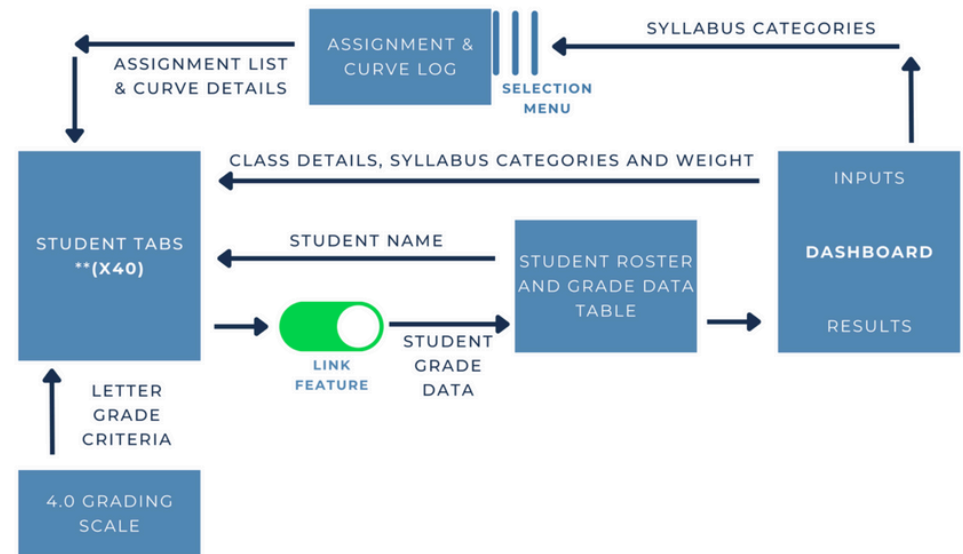 SYLLABUS CATEGORIES
ASSIGNMENT &
CURVE LOG
ASSIGNMENT LIST
& CURVE DETAILS
SELECTION
MENU
CLASS DETAILS, SYLLABUS CATEGORIES AND WEIGHT
INPUTS
STUDENT TABS
**(X40)
STUDENT NAME
STUDENT ROSTER
AND GRADE DATA
TABLE
DASHBOARD
RESULTS
LINK
FEATURE
STUDENT
GRADE
DATA
LETTER
GRADE
CRITERIA
4.0 GRADING
SCALE